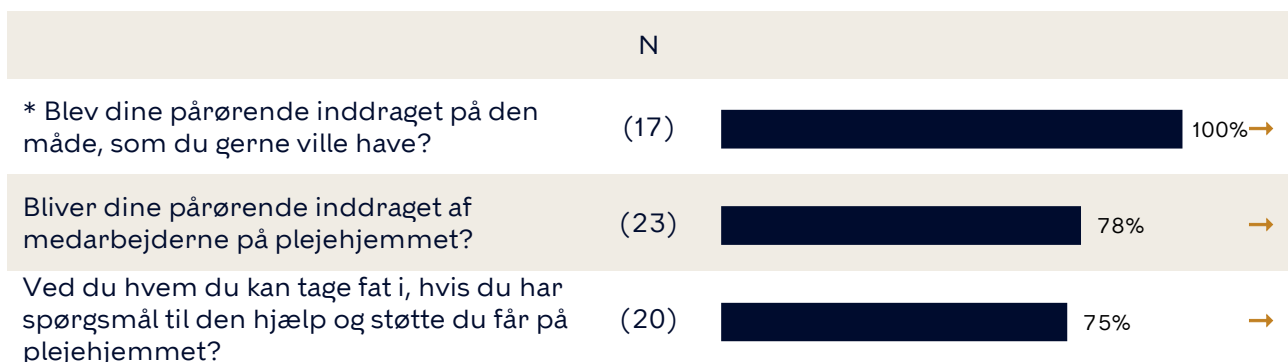 N
* Blev dine pårørende inddraget på den
måde, som du gerne ville have?
(17)
100%→
Bliver dine pårørende inddraget af
medarbejderne på plejehjemmet?
(23)
78%
→
Ved du hvem du kan tage fat i, hvis du har
spørgsmål til den hjælp og støtte du får på
plejehjemmet?
(20)
75%
→